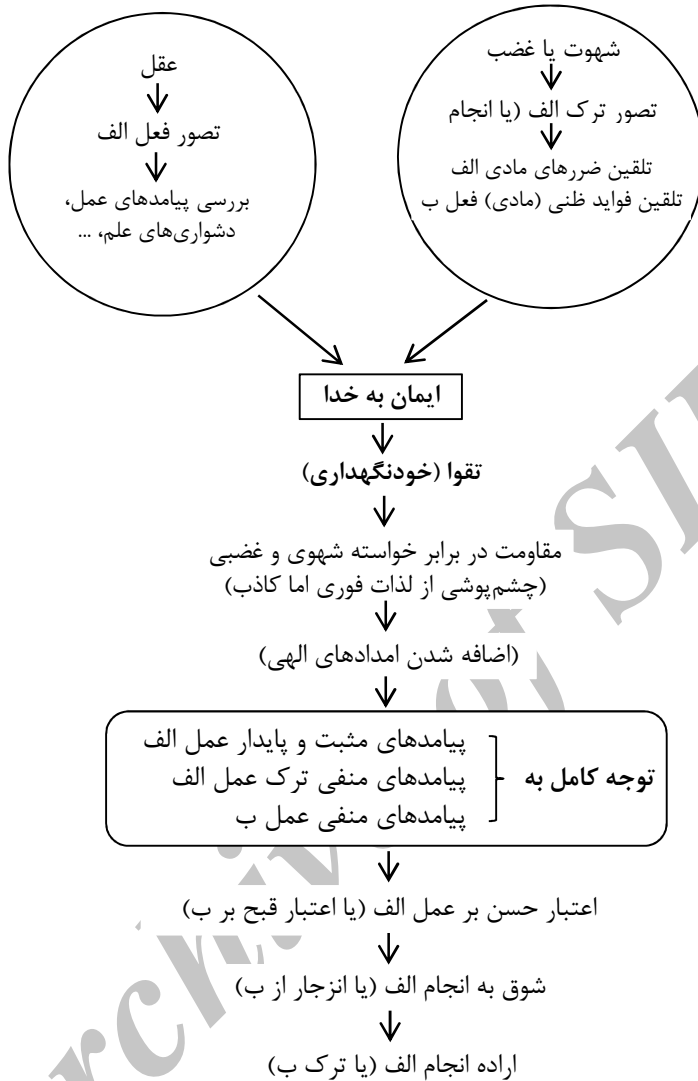 شهوت یا غضب
تصور ترک الف (یا انجام
تلقین ضررهای مادی الف
تلقین فواید ظنی (مادی) فعل ب
عقل
تصور فعل الف
بررسی پیامدهای عمل،
دشواری‌های علم، ...
ایمان به خدا
تقوا (خودنگهداری)
مقاومت در برابر خواسته شهوی و غضبی
(چشم‌پوشی از لذات فوری اما کاذب)
(اضافه شدن امدادهای الهی)
توجه کامل به
پیامدهای مثبت و پایدار عمل الف
پیامدهای منفی ترک عمل الف
پیامدهای منفی عمل ب
اعتبار حسن بر عمل الف (یا اعتبار قبح بر ب)
شوق به انجام الف (یا انزجار از ب)
اراده انجام الف (یا ترک ب)